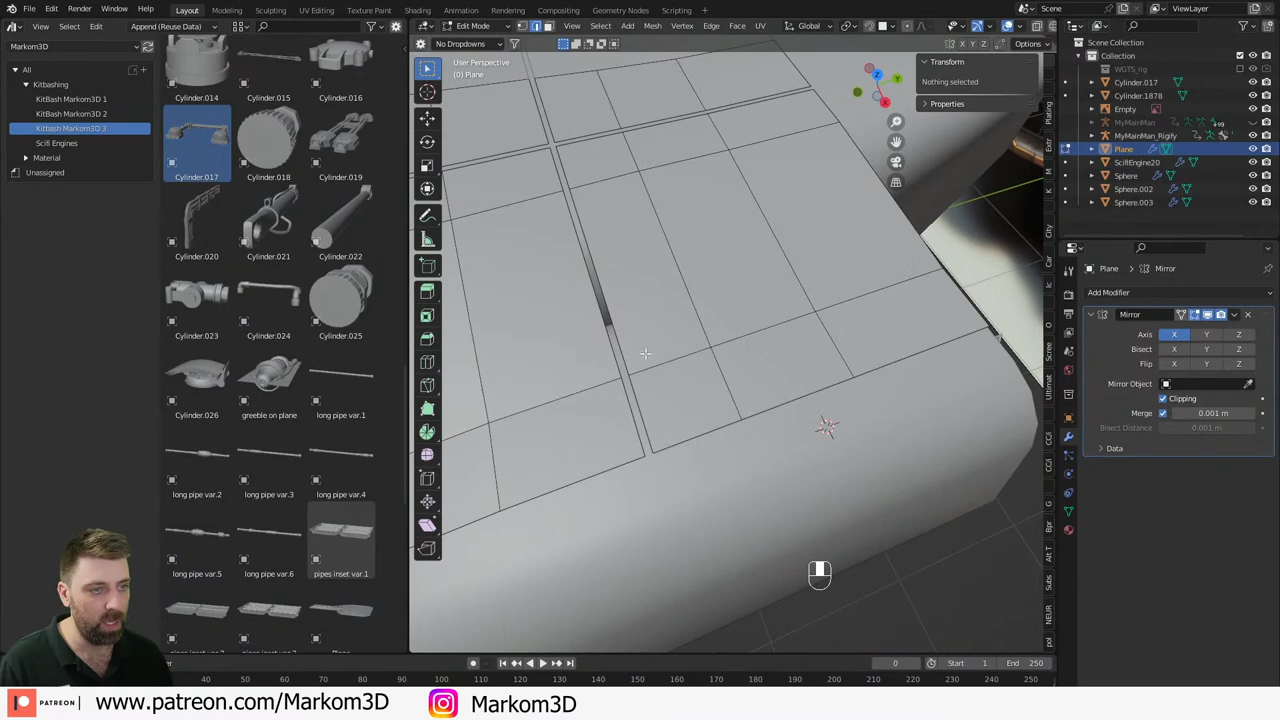 File Edit Render Window Help
Layout Modeling Sculpting UV Editing Texture Paint Shading Animation Rendering Compositing Geometry Nodes Scripting
Scene ViewLayer
View Select Append (Reuse Data)
Edit Mode View Select Add Mesh Vertex Edge Face UV Global
Markom3D
No Dropdowns Options
All
Kitbashing
KitBash Markom3D 1
KitBash Markom3D 2
Kitbash Markom3D 3
Scifi Engines
Material
Unassigned
Cylinder.014 Cylinder.015 Cylinder.016
Cylinder.017 Cylinder.018 Cylinder.019
Cylinder.020 Cylinder.021 Cylinder.022
Cylinder.023 Cylinder.024 Cylinder.025
Cylinder.026 greeble on plane long pipe var.1
long pipe var.2 long pipe var.3 long pipe var.4
long pipe var.5 long pipe var.6 pipes inset var.1
User Perspective
(0) Plane
Transform
Nothing selected
Properties
X Y Z
Scene Collection
Collection
WGTS_rig
Cylinder.017
Cylinder.1878
Empty
MyMainMan
MyMainMan_Rigify
Plane
ScifiEngine20
Sphere
Sphere.002
Sphere.003
Plane Mirror
Add Modifier
Mirror
Axis X Y Z
Bisect X Y Z
Flip X Y Z
Mirror Object
Clipping
Merge 0.001 m
Bisect Distance 0.001 m
Data
0 Start 1 End 250
40 50 60 70 80 90 100 110 120 130 140 150 160 170 180 190 200 210 220 230 240 250
PATREON www.patreon.com/Markom3D Markom3D